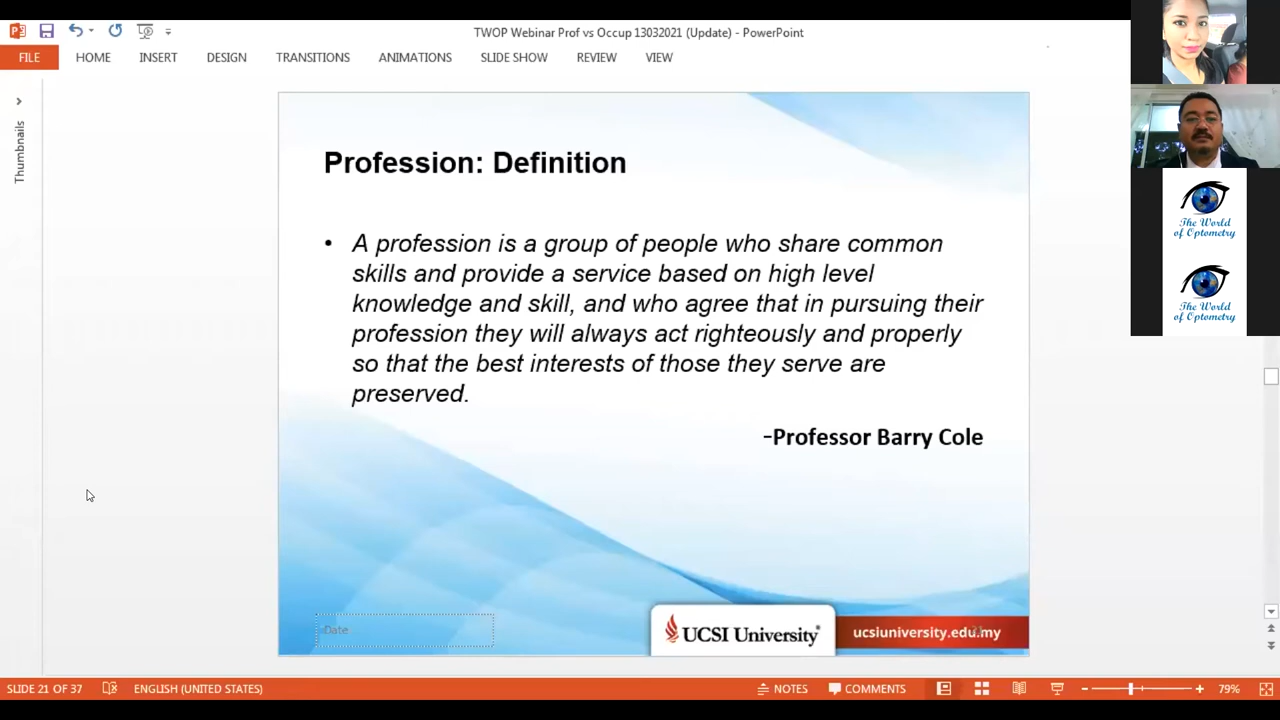 TWOP Webinar Prof vs Occup 13032021 (Update) - PowerPoint
FILE HOME INSERT DESIGN TRANSITIONS ANIMATIONS SLIDE SHOW REVIEW VIEW
Thumbnails
Profession: Definition
• A profession is a group of people who share common
skills and provide a service based on high level
knowledge and skill, and who agree that in pursuing their
profession they will always act righteously and properly
so that the best interests of those they serve are
preserved.
-Professor Barry Cole
Date
UCSI University
ucsiuniversity.edu.my
The World
of Optometry
The World
of Optometry
SLIDE 21 OF 37 ENGLISH (UNITED STATES) NOTES COMMENTS 79%